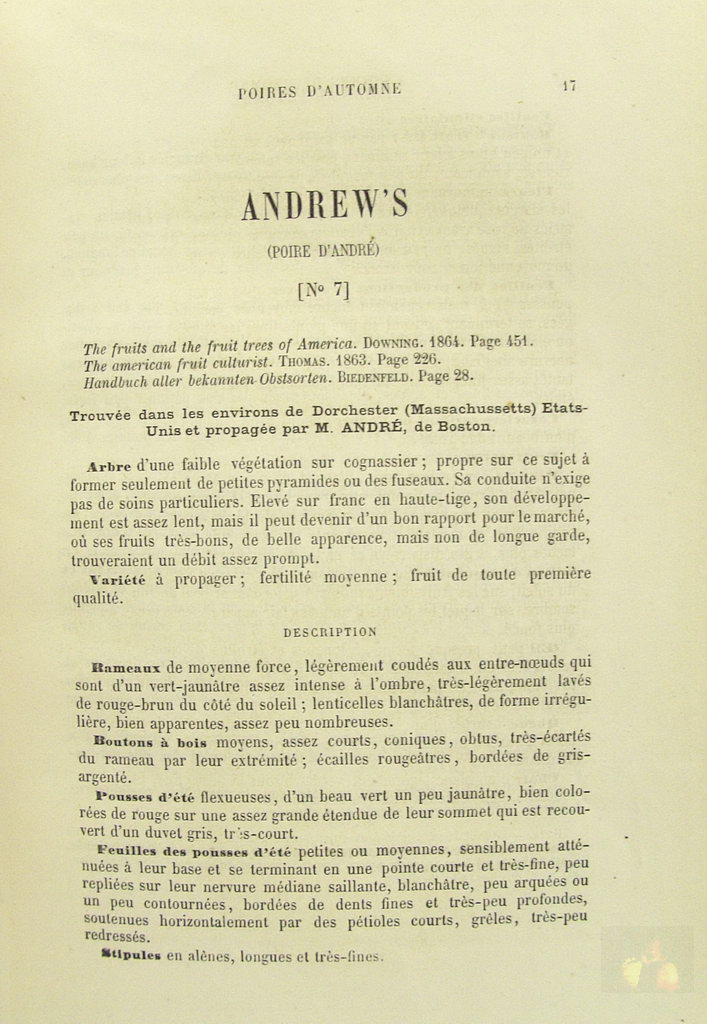 POIRES D'AUTOMNE 17
ANDREW'S
(POIRE D'ANDRÉ)
[No 7]
The fruits and the fruit trees of America. DOWNING. 1864. Page 451.
The american fruit culturist. THOMAS. 1863. Page 226.
Handbuch aller bekannten Obstsorten. BIEDENFELD. Page 28.
Trouvée dans les environs de Dorchester (Massachussetts) Etats-
Unis et propagée par M. ANDRÉ, de Boston.
Arbre d'une faible végétation sur cognassier ; propre sur ce sujet à
former seulement de petites pyramides ou des fuseaux. Sa conduite n'exige
pas de soins particuliers. Elevé sur franc en haute-tige, son développe-
ment est assez lent, mais il peut devenir d'un bon rapport pour le marché,
où ses fruits très-bons, de belle apparence, mais non de longue garde,
trouveraient un débit assez prompt.
Variété à propager ; fertilité moyenne ; fruit de toute première
qualité.
DESCRIPTION
Rameaux de moyenne force, légèrement coudés aux entre-nœuds qui
sont d'un vert-jaunâtre assez intense à l'ombre, très-légèrement lavés
de rouge-brun du côté du soleil ; lenticelles blanchâtres, de forme irrégu-
lière, bien apparentes, assez peu nombreuses.
Boutons à bois moyens, assez courts, coniques, obtus, très-écartés
du rameau par leur extrémité ; écailles rougeâtres, bordées de gris-
argenté.
Pousses d'été flexueuses, d'un beau vert un peu jaunâtre, bien colo-
rées de rouge sur une assez grande étendue de leur sommet qui est recou-
vert d'un duvet gris, très-court.
Feuilles des pousses d'été petites ou moyennes, sensiblement atté-
nuées à leur base et se terminant en une pointe courte et très-fine, peu
repliées sur leur nervure médiane saillante, blanchâtre, peu arquées ou
un peu contournées, bordées de dents fines et très-peu profondes,
soutenues horizontalement par des pétioles courts, grêles, très-peu
redressés.
Stipules en alènes, longues et très-fines.